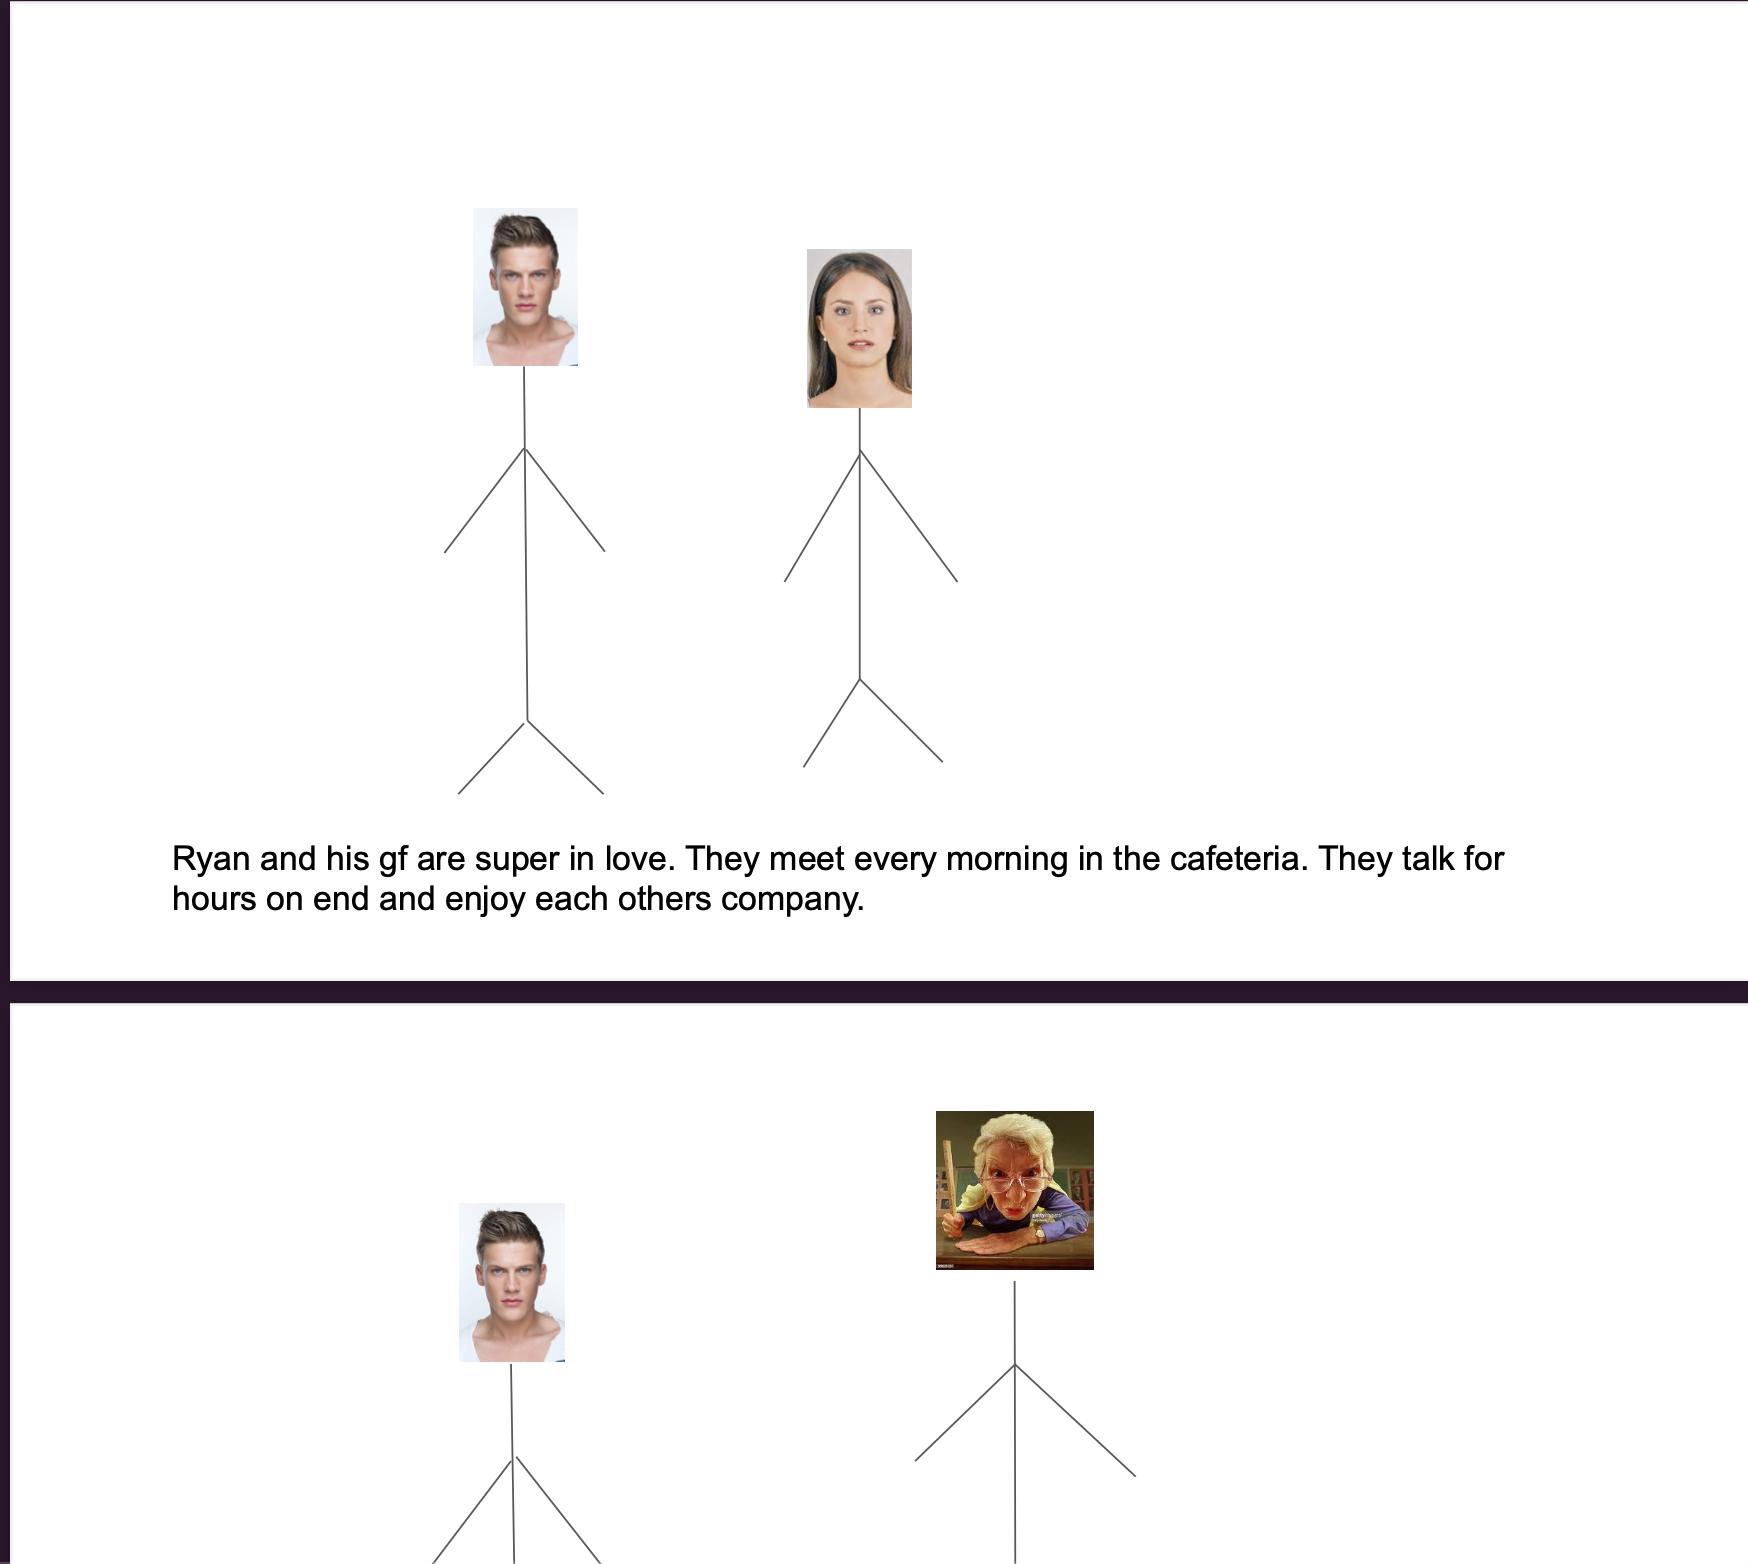 Ryan and his gf are super in love. They meet every morning in the cafeteria. They talk for
hours on end and enjoy each others company.